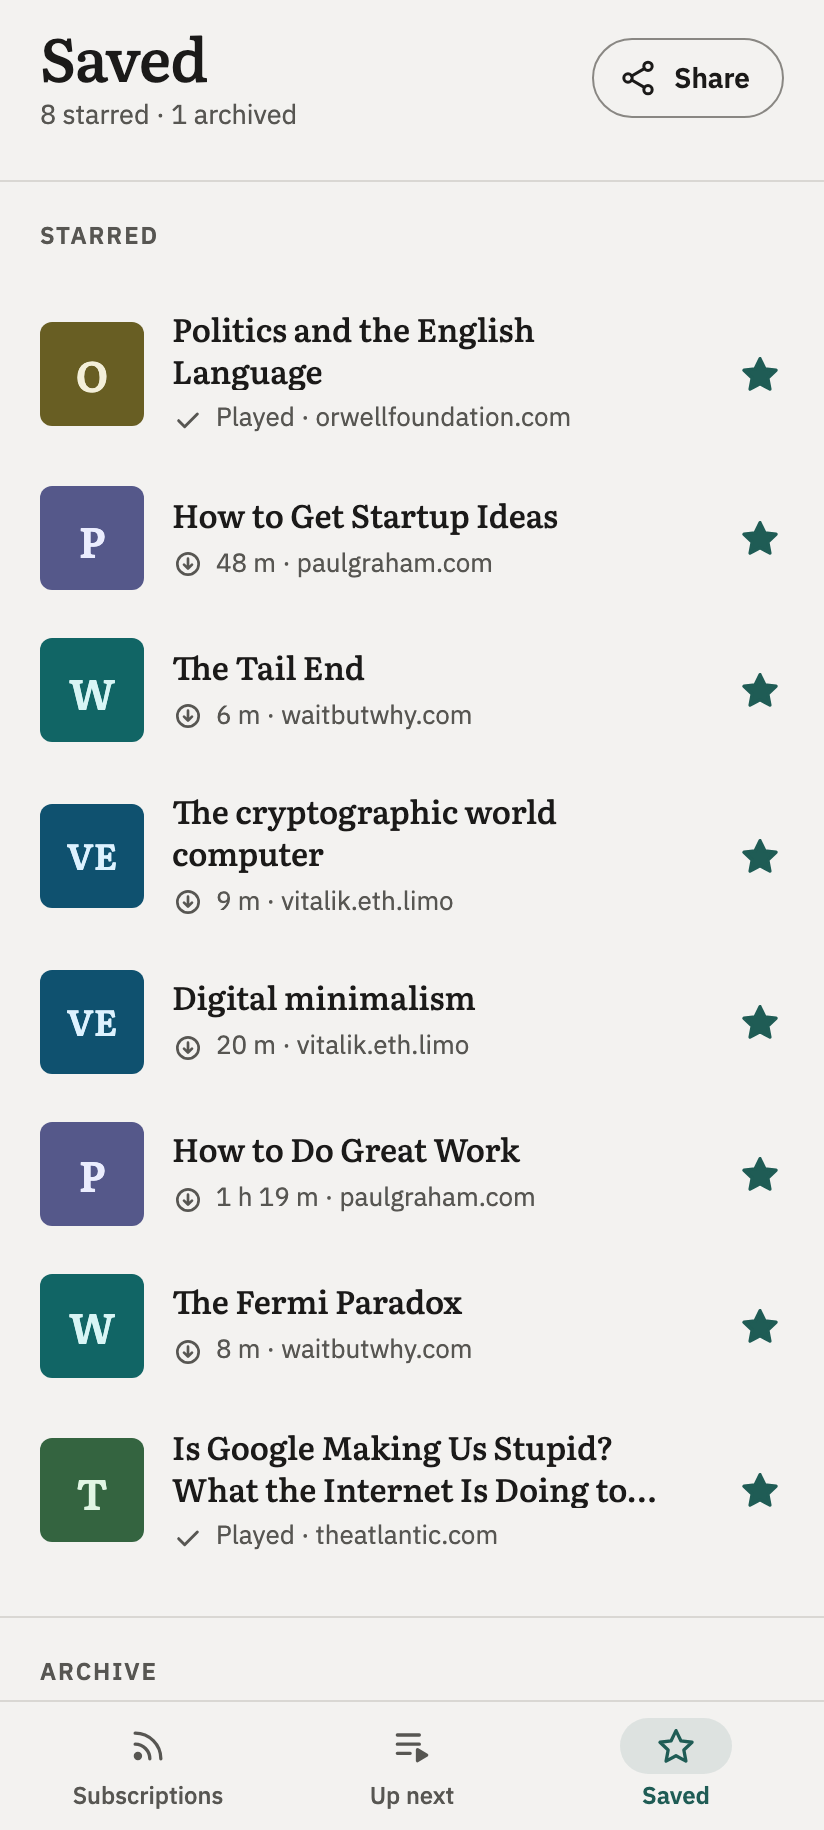 Saved
8 starred · 1 archived
Share
STARRED
O
Politics and the English
Language
Played · orwellfoundation.com
P
How to Get Startup Ideas
48 m · paulgraham.com
W
The Tail End
6 m · waitbutwhy.com
VE
The cryptographic world
computer
9 m · vitalik.eth.limo
VE
Digital minimalism
20 m · vitalik.eth.limo
P
How to Do Great Work
1 h 19 m · paulgraham.com
W
The Fermi Paradox
8 m · waitbutwhy.com
T
Is Google Making Us Stupid?
What the Internet Is Doing to...
Played · theatlantic.com
ARCHIVE
Subscriptions
Up next
Saved